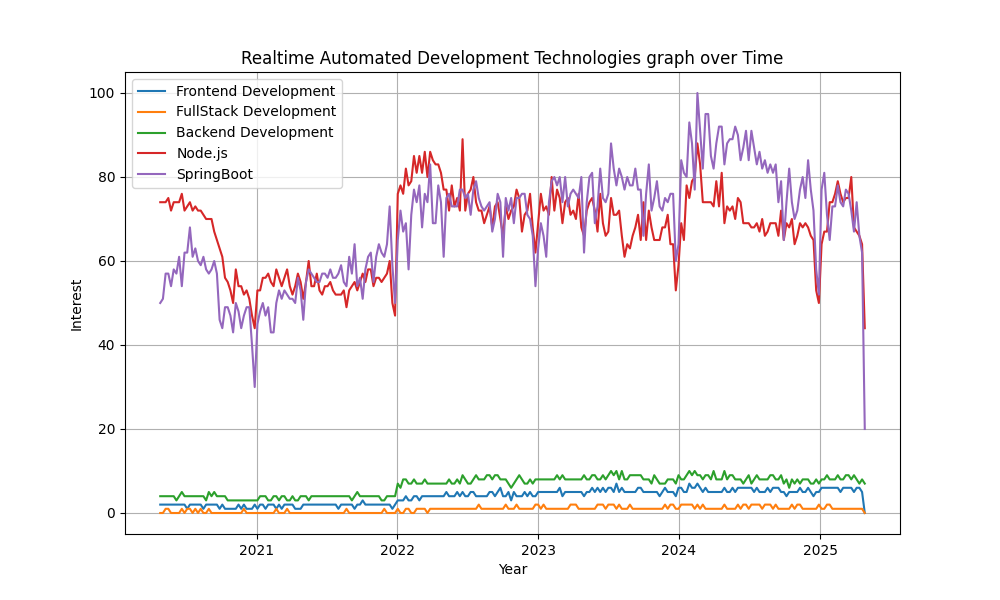 Realtime Automated Development Technologies graph over Time
Frontend Development
FullStack Development
Backend Development
Node.js
SpringBoot
100
80
60
40
20
0
Interest
2021
2022
2023
2024
2025
Year